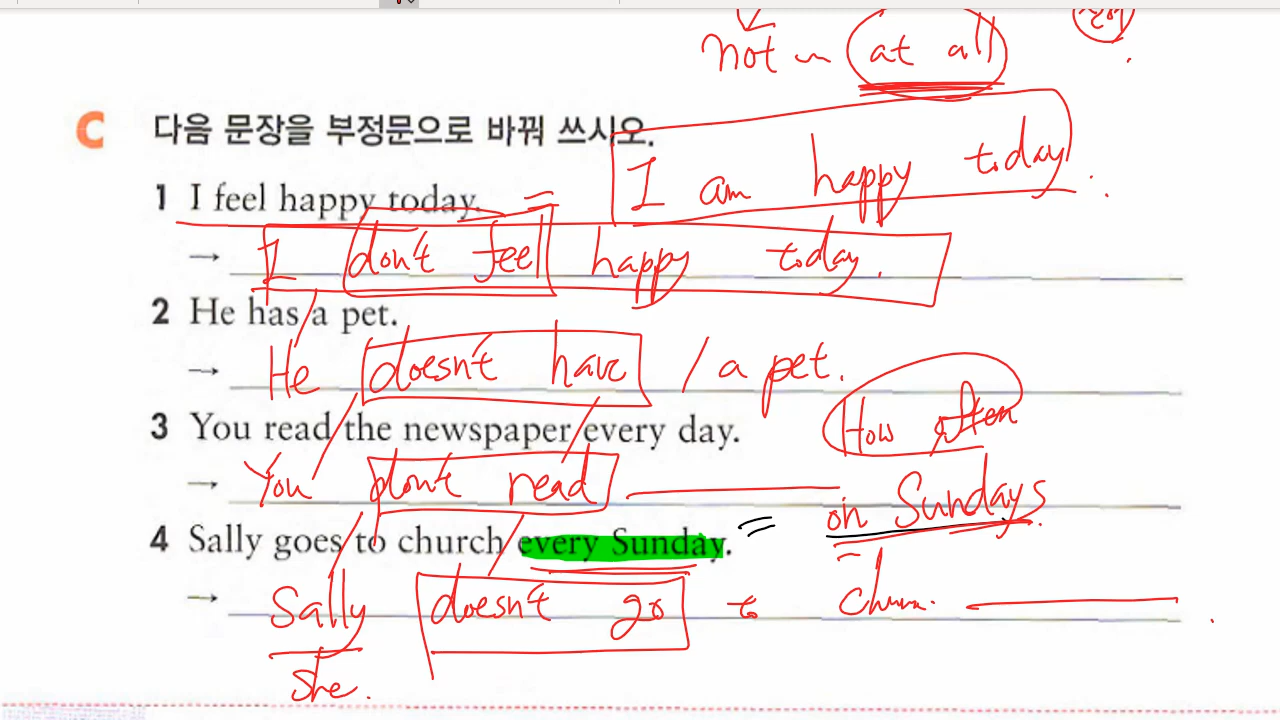 not ~ at all
C 다음 문장을 부정문으로 바꿔 쓰시오.
I am happy today.
1 I feel happy today. =
→ I don't feel happy today.
2 He has a pet.
→ He doesn't have / a pet.
3 You read the newspaper every day.
How often
→ You don't read
on Sundays.
4 Sally goes to church every Sunday. =
→ Sally doesn't go to
She.